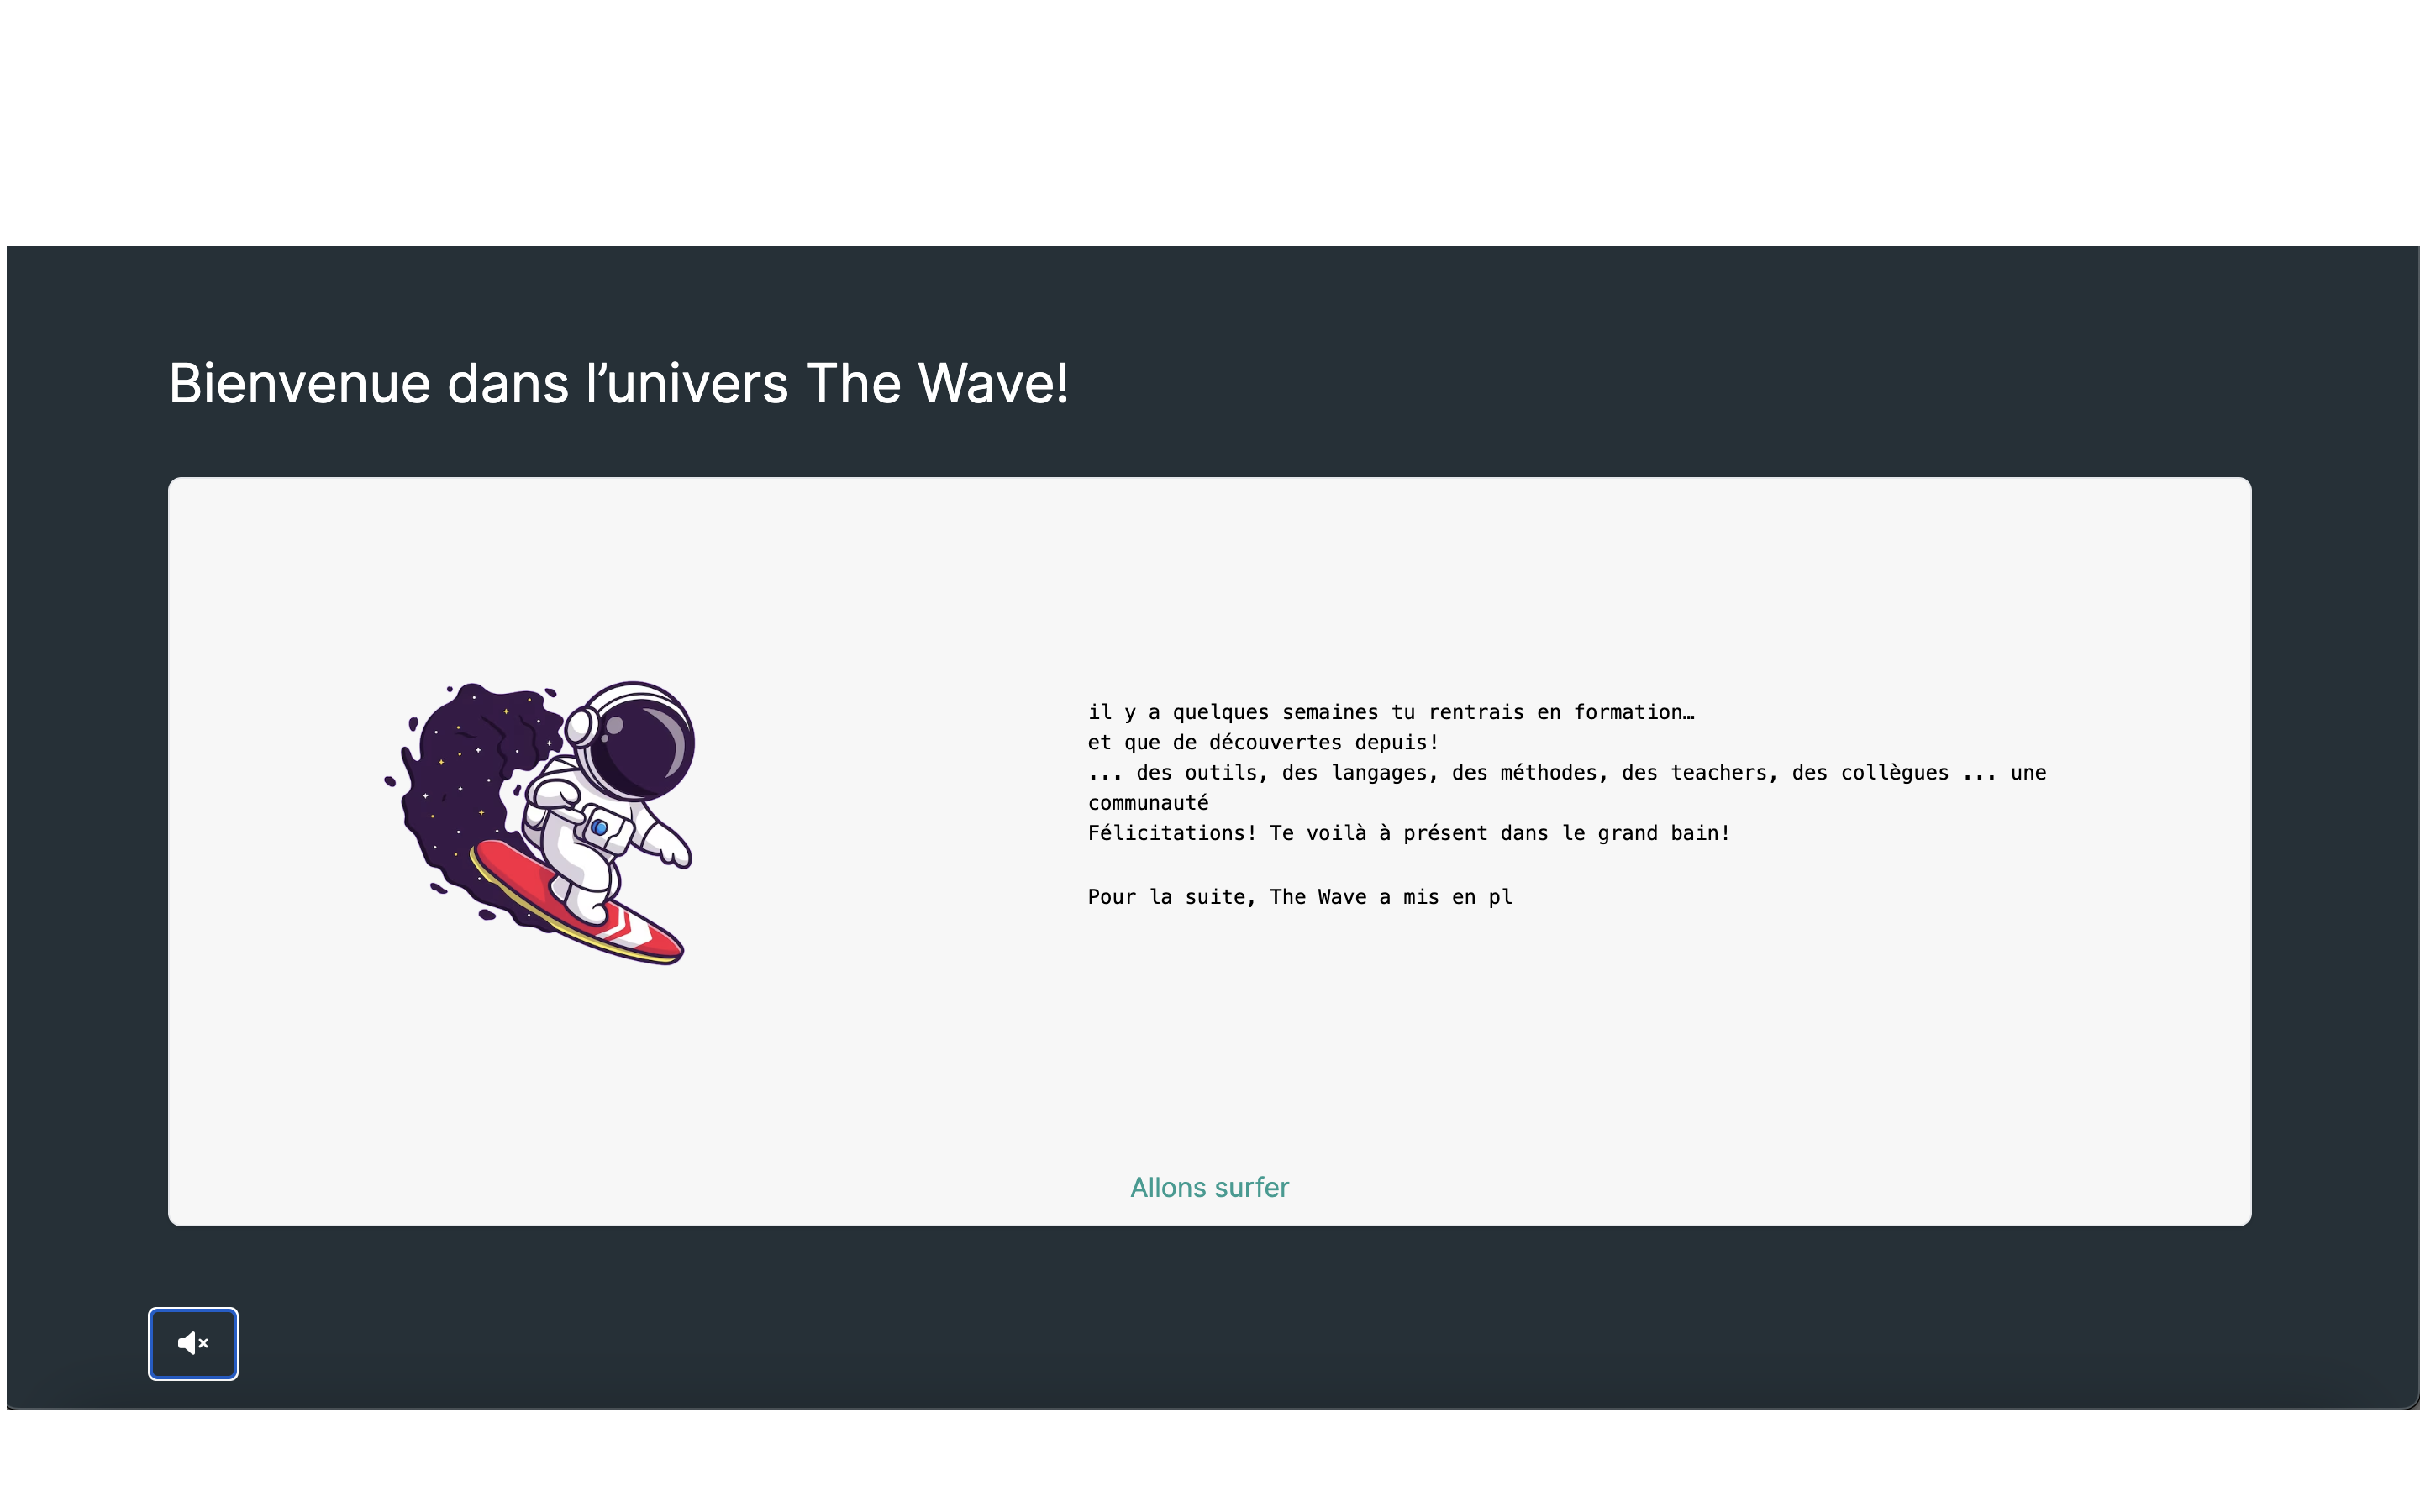 Bienvenue dans l’univers The Wave!
il y a quelques semaines tu rentrais en formation…
et que de découvertes depuis!
... des outils, des langages, des méthodes, des teachers, des collègues ... une
communauté
Félicitations! Te voilà à présent dans le grand bain!
Pour la suite, The Wave a mis en pl
Allons surfer